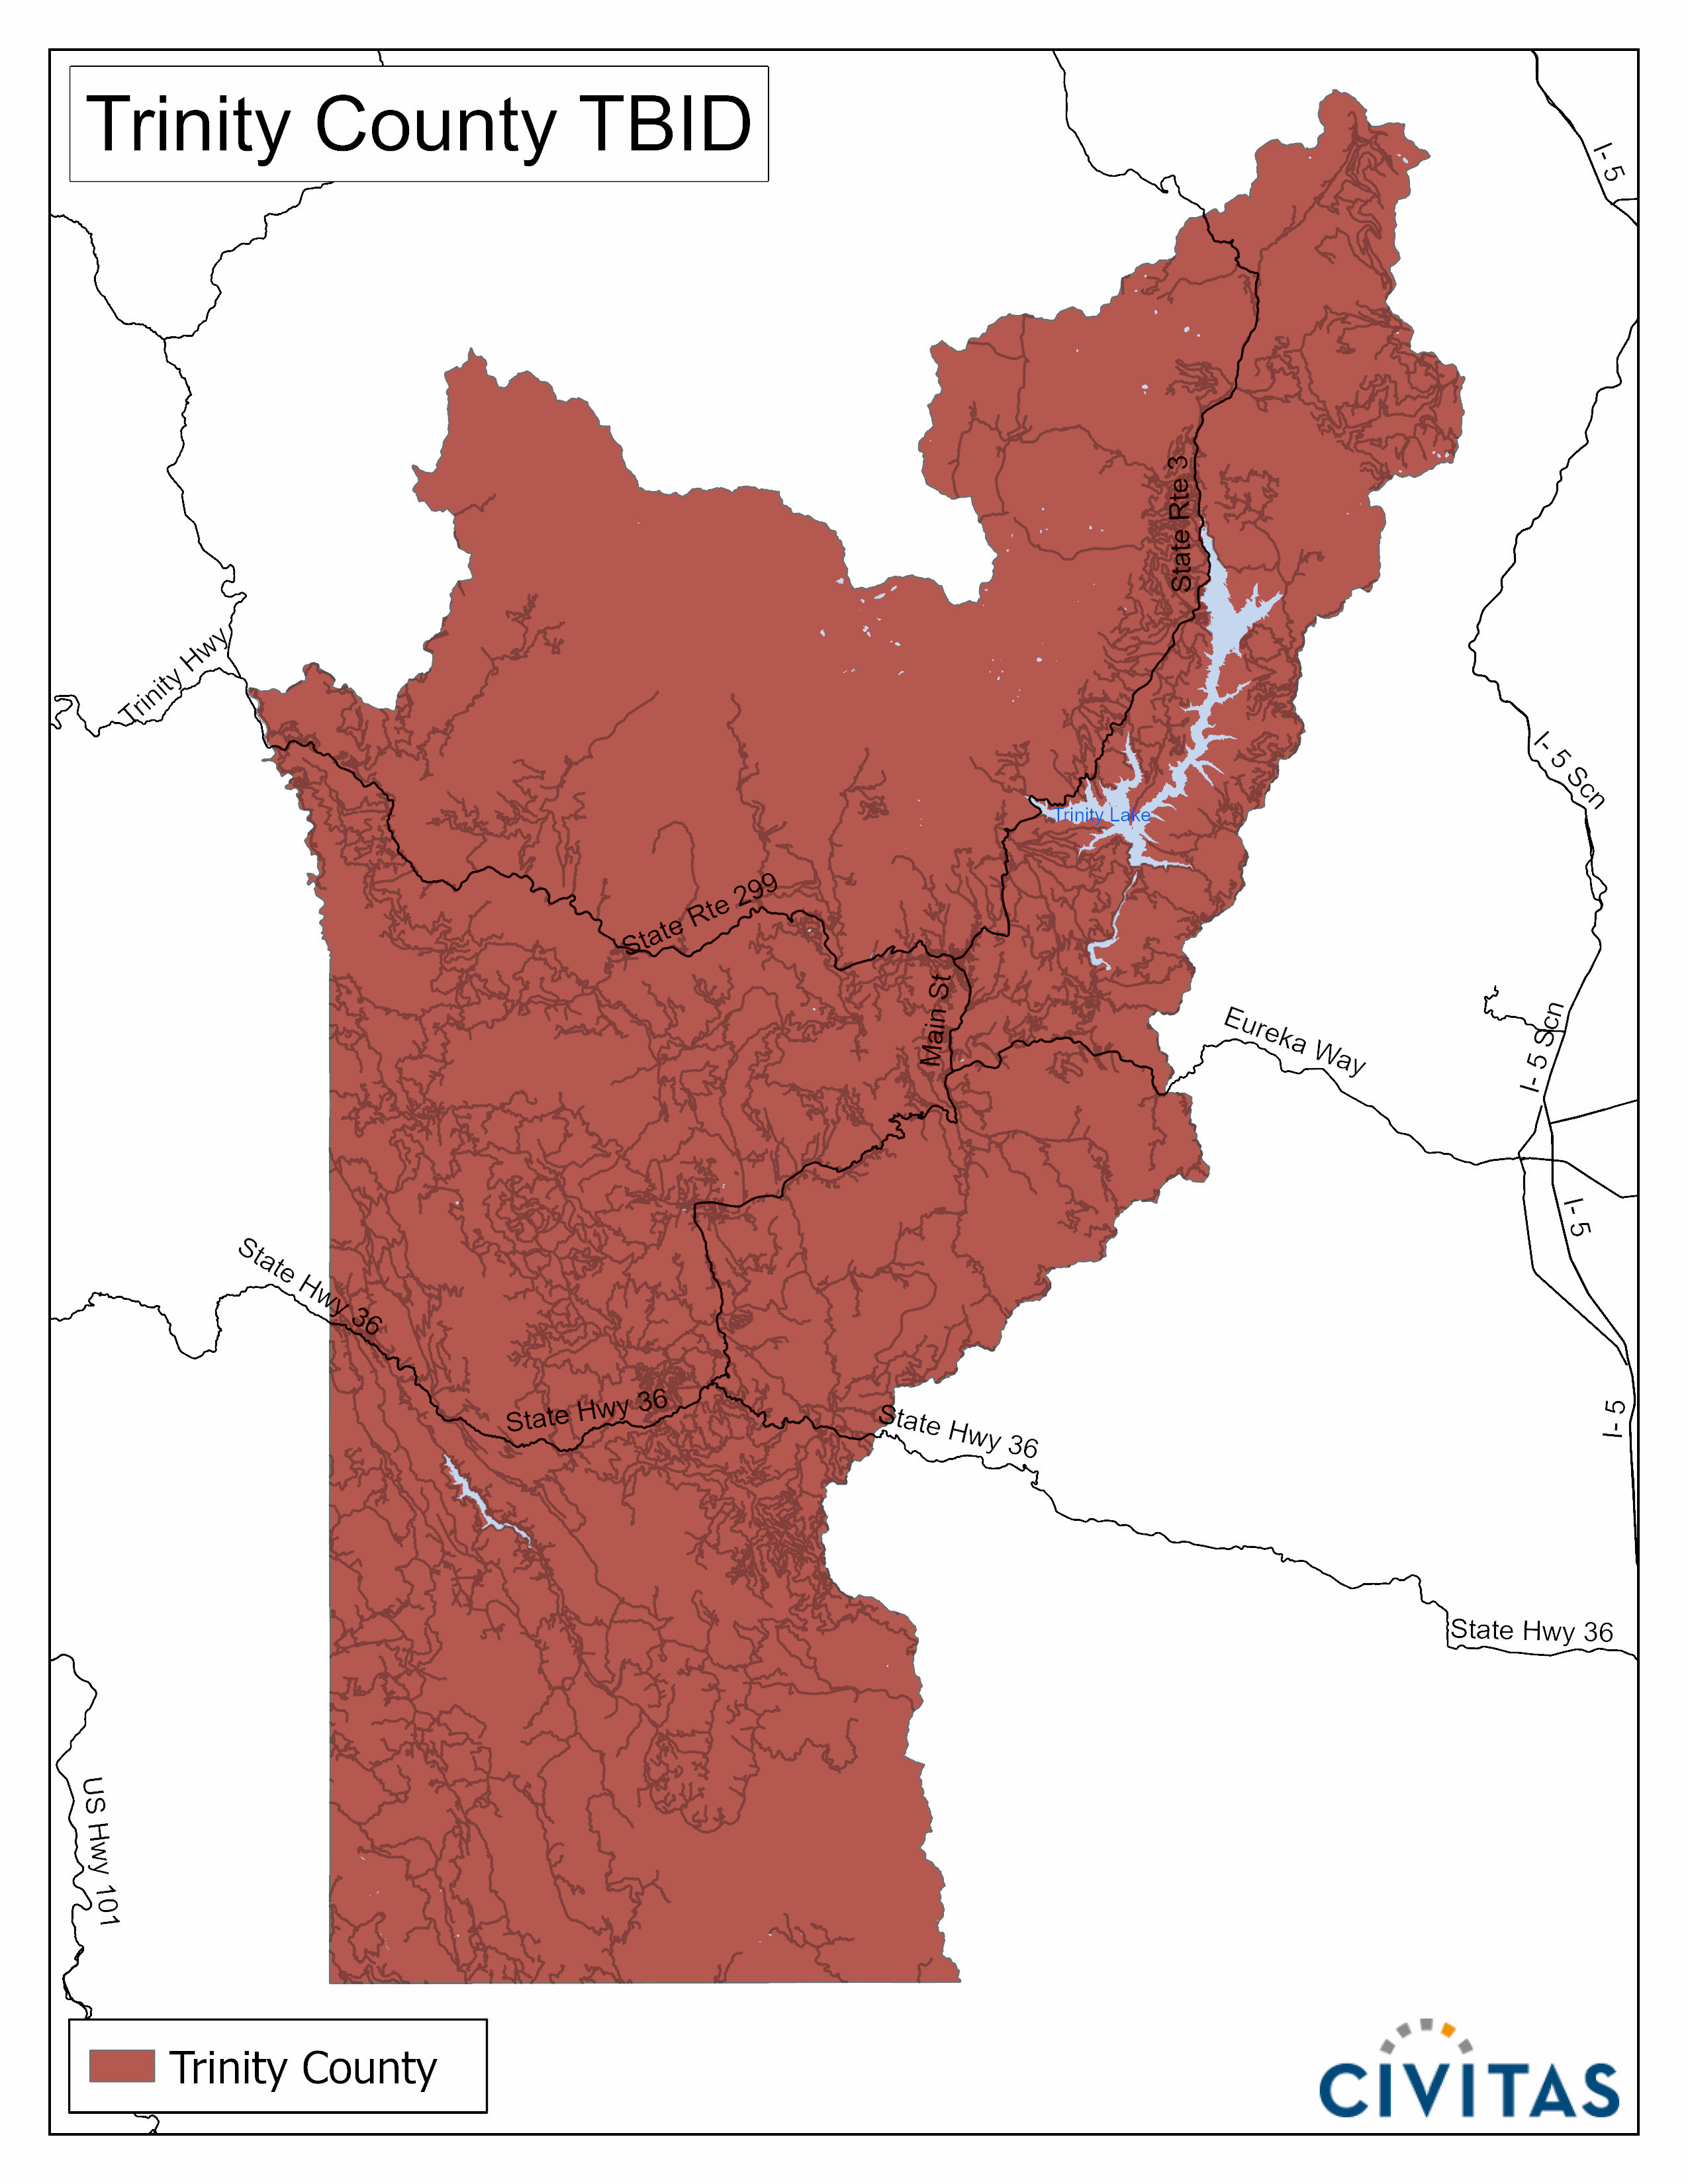 Trinity County TBID
I- 5
State Rte 3
Trinity Hwy
I- 5 Scn
Trinity Lake
State Rte 299
Main St
Eureka Way
I- 5 Scn
I- 5
State Hwy 36
State Hwy 36
State Hwy 36
I- 5
State Hwy 36
US Hwy 101
Trinity County
CIVITAS